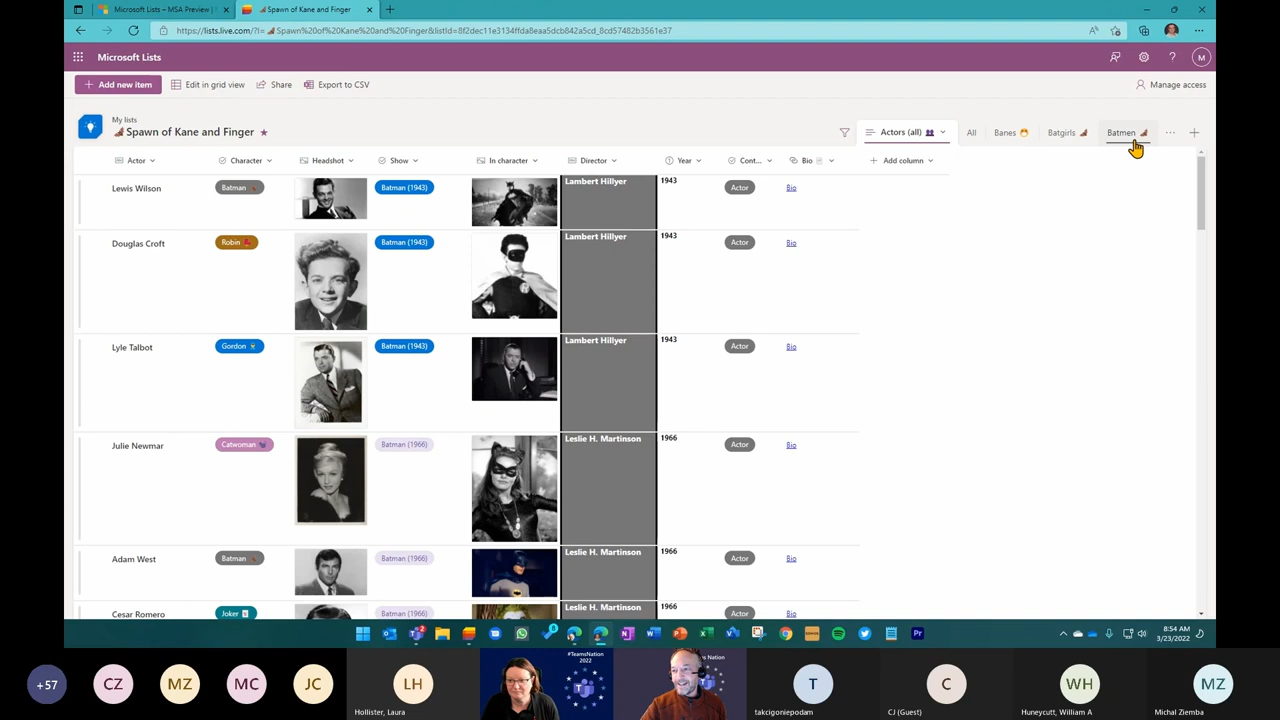 Microsoft Lists – MSA Preview |
Spawn of Kane and Finger
https://lists.live.com/?l=
Spawn%20of%20Kane%20and%20Finger&listId=8f2dec11e3134ffda8eaa5dcb842a5cd_8cd57482b3561e37
Microsoft Lists
M
Add new item
Edit in grid view
Share
Export to CSV
Manage access
My lists
Spawn of Kane and Finger
Actors (all)
All
Banes
Batgirls
Batmen
Actor
Character
Headshot
Show
In character
Director
Year
Cont...
Bio
Add column
Lewis Wilson
Batman
Batman (1943)
Lambert Hillyer
1943
Actor
Bio
Douglas Croft
Robin
Batman (1943)
Lambert Hillyer
1943
Actor
Bio
Lyle Talbot
Gordon
Batman (1943)
Lambert Hillyer
1943
Actor
Bio
Julie Newmar
Catwoman
Batman (1966)
Leslie H. Martinson
1966
Actor
Bio
Adam West
Batman
Batman (1966)
Leslie H. Martinson
1966
Actor
Bio
Cesar Romero
Joker
Batman (1966)
Leslie H. Martinson
1966
Actor
Bio
8:54 AM
3/23/2022
+57
CZ
MZ
MC
JC
LH
Hollister, Laura
#TeamsNation
2022
#TeamsNation
2022
T
takcigoniepodam
C
CJ (Guest)
WH
Huneycutt, William A
MZ
Michal Ziemba